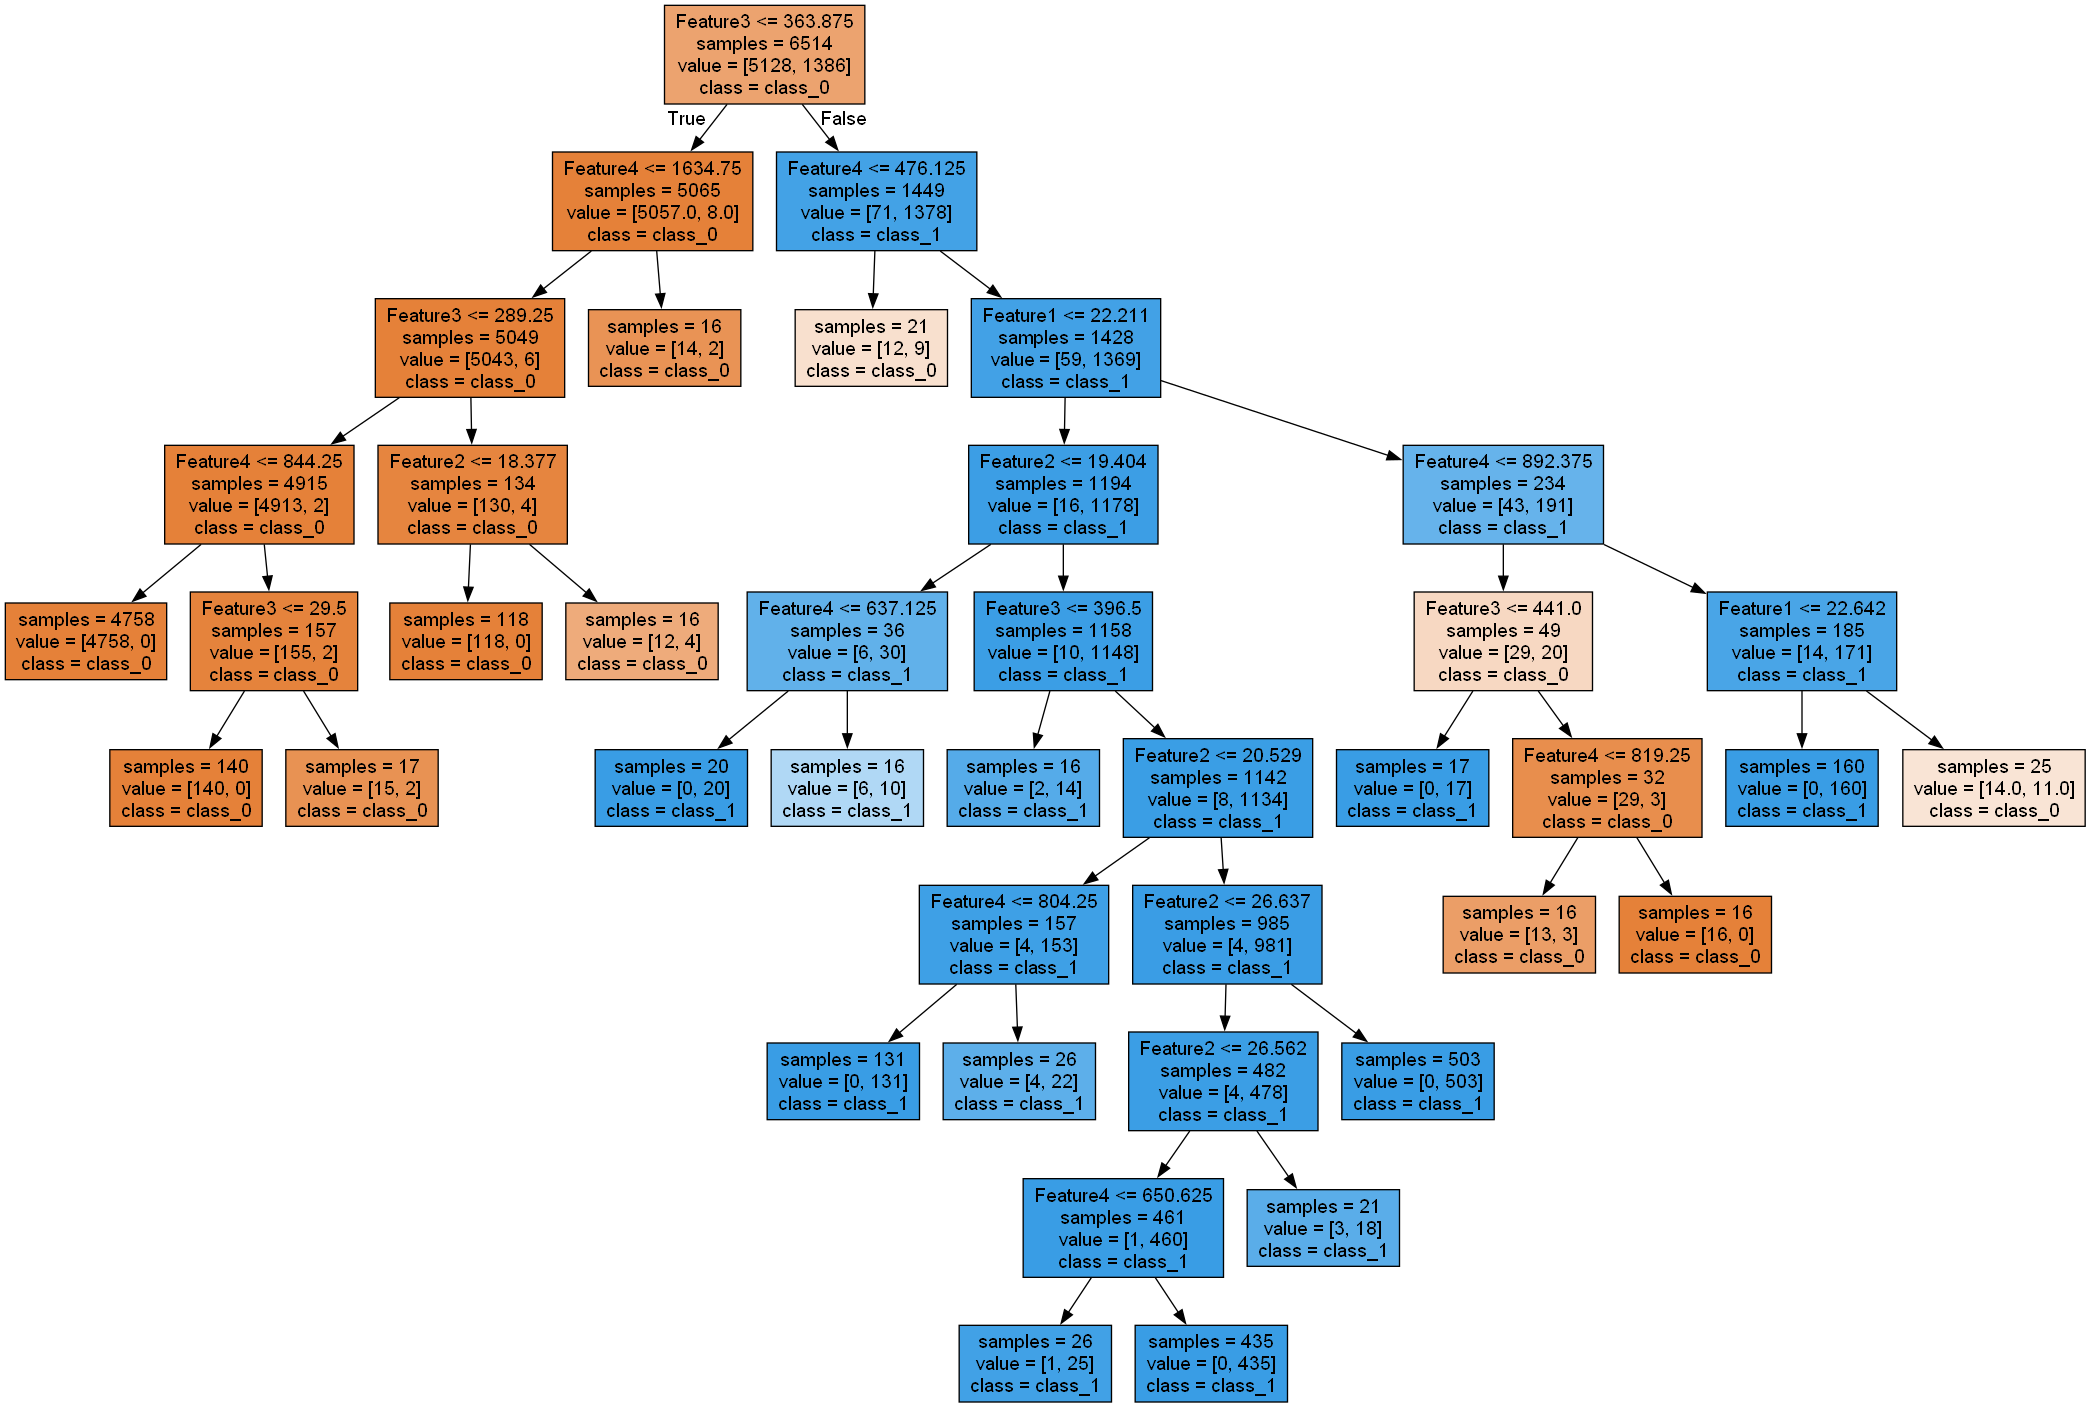 Feature3 <= 363.875
samples = 6514
value = [5128, 1386]
class = class_0
True
False
Feature4 <= 1634.75
samples = 5065
value = [5057.0, 8.0]
class = class_0
Feature4 <= 476.125
samples = 1449
value = [71, 1378]
class = class_1
Feature3 <= 289.25
samples = 5049
value = [5043, 6]
class = class_0
samples = 16
value = [14, 2]
class = class_0
samples = 21
value = [12, 9]
class = class_0
Feature1 <= 22.211
samples = 1428
value = [59, 1369]
class = class_1
Feature4 <= 844.25
samples = 4915
value = [4913, 2]
class = class_0
Feature2 <= 18.377
samples = 134
value = [130, 4]
class = class_0
Feature2 <= 19.404
samples = 1194
value = [16, 1178]
class = class_1
Feature4 <= 892.375
samples = 234
value = [43, 191]
class = class_1
samples = 4758
value = [4758, 0]
class = class_0
Feature3 <= 29.5
samples = 157
value = [155, 2]
class = class_0
samples = 118
value = [118, 0]
class = class_0
samples = 16
value = [12, 4]
class = class_0
Feature4 <= 637.125
samples = 36
value = [6, 30]
class = class_1
Feature3 <= 396.5
samples = 1158
value = [10, 1148]
class = class_1
Feature3 <= 441.0
samples = 49
value = [29, 20]
class = class_0
Feature1 <= 22.642
samples = 185
value = [14, 171]
class = class_1
samples = 140
value = [140, 0]
class = class_0
samples = 17
value = [15, 2]
class = class_0
samples = 20
value = [0, 20]
class = class_1
samples = 16
value = [6, 10]
class = class_1
samples = 16
value = [2, 14]
class = class_1
Feature2 <= 20.529
samples = 1142
value = [8, 1134]
class = class_1
samples = 17
value = [0, 17]
class = class_1
Feature4 <= 819.25
samples = 32
value = [29, 3]
class = class_0
samples = 160
value = [0, 160]
class = class_1
samples = 25
value = [14.0, 11.0]
class = class_0
Feature4 <= 804.25
samples = 157
value = [4, 153]
class = class_1
Feature2 <= 26.637
samples = 985
value = [4, 981]
class = class_1
samples = 16
value = [13, 3]
class = class_0
samples = 16
value = [16, 0]
class = class_0
samples = 131
value = [0, 131]
class = class_1
samples = 26
value = [4, 22]
class = class_1
Feature2 <= 26.562
samples = 482
value = [4, 478]
class = class_1
samples = 503
value = [0, 503]
class = class_1
Feature4 <= 650.625
samples = 461
value = [1, 460]
class = class_1
samples = 21
value = [3, 18]
class = class_1
samples = 26
value = [1, 25]
class = class_1
samples = 435
value = [0, 435]
class = class_1